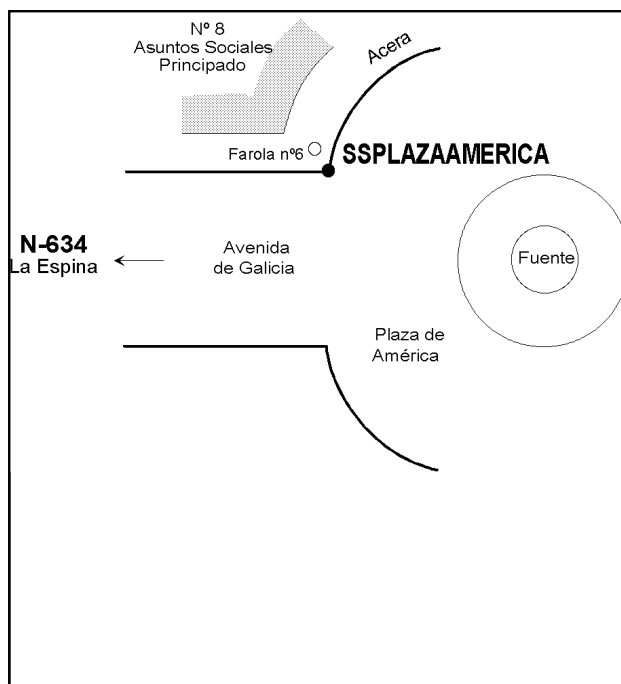 Nº 8
Asuntos Sociales
Principado
Acera
Farola nº6
SSPLAZAAMERICA
N-634
La Espina
Avenida
de Galicia
Fuente
Plaza de
América